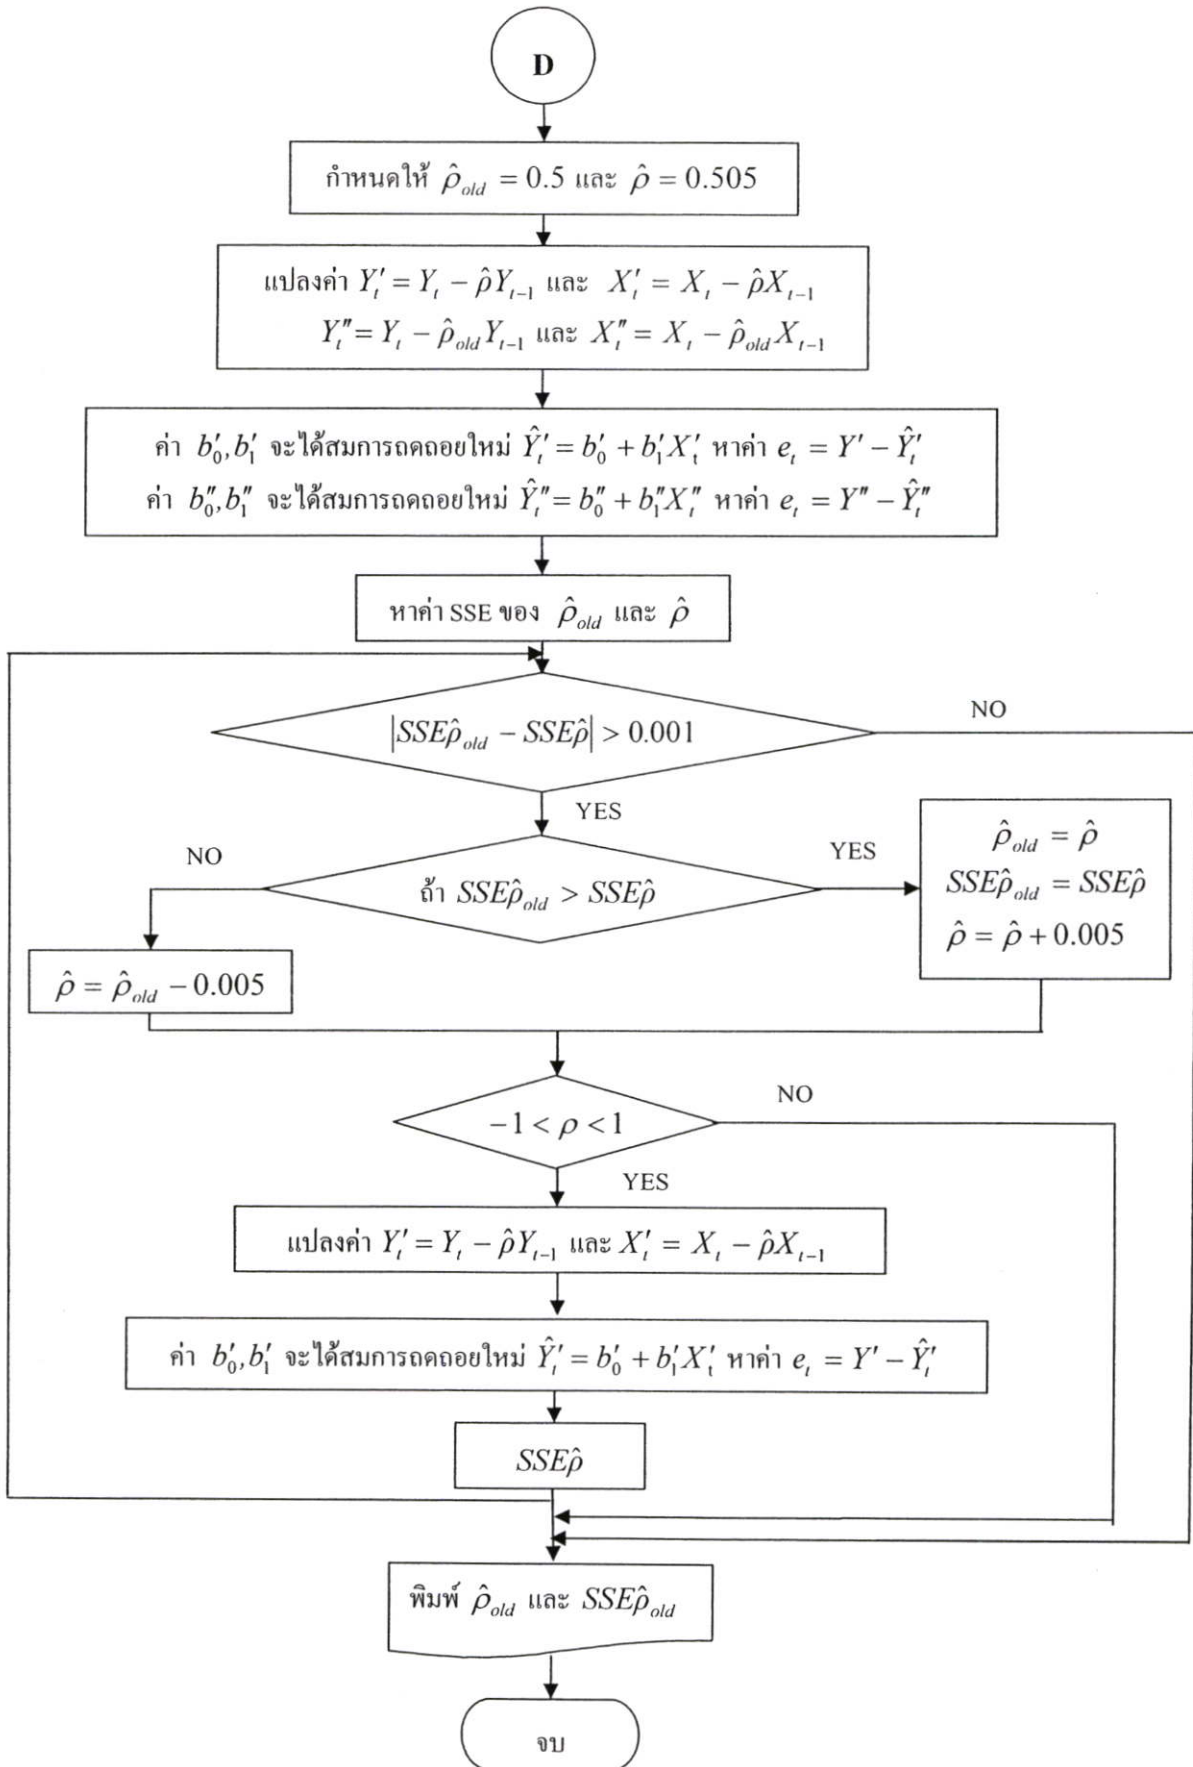 D
กำหนดให้ ρ̂_old = 0.5 และ ρ̂ = 0.505
แปลงค่า Y′_t = Y_t − ρ̂Y_{t−1} และ X′_t = X_t − ρ̂X_{t−1}
Y″_t = Y_t − ρ̂_old Y_{t−1} และ X″_t = X_t − ρ̂_old X_{t−1}
ค่า b′_0, b′_1 จะได้สมการถดถอยใหม่ Ŷ′_t = b′_0 + b′_1X′_t หาค่า e_t = Y′ − Ŷ′_t
ค่า b″_0, b″_1 จะได้สมการถดถอยใหม่ Ŷ″_t = b″_0 + b″_1X″_t หาค่า e_t = Y″ − Ŷ″_t
หาค่า SSE ของ ρ̂_old และ ρ̂
|SSEρ̂_old − SSEρ̂| > 0.001
NO
YES
ถ้า SSEρ̂_old > SSEρ̂
NO
YES
ρ̂_old = ρ̂
SSEρ̂_old = SSEρ̂
ρ̂ = ρ̂ + 0.005
ρ̂ = ρ̂_old − 0.005
−1 < ρ < 1
NO
YES
แปลงค่า Y′_t = Y_t − ρ̂Y_{t−1} และ X′_t = X_t − ρ̂X_{t−1}
ค่า b′_0, b′_1 จะได้สมการถดถอยใหม่ Ŷ′_t = b′_0 + b′_1X′_t หาค่า e_t = Y′ − Ŷ′_t
SSEρ̂
พิมพ์ ρ̂_old และ SSEρ̂_old
จบ